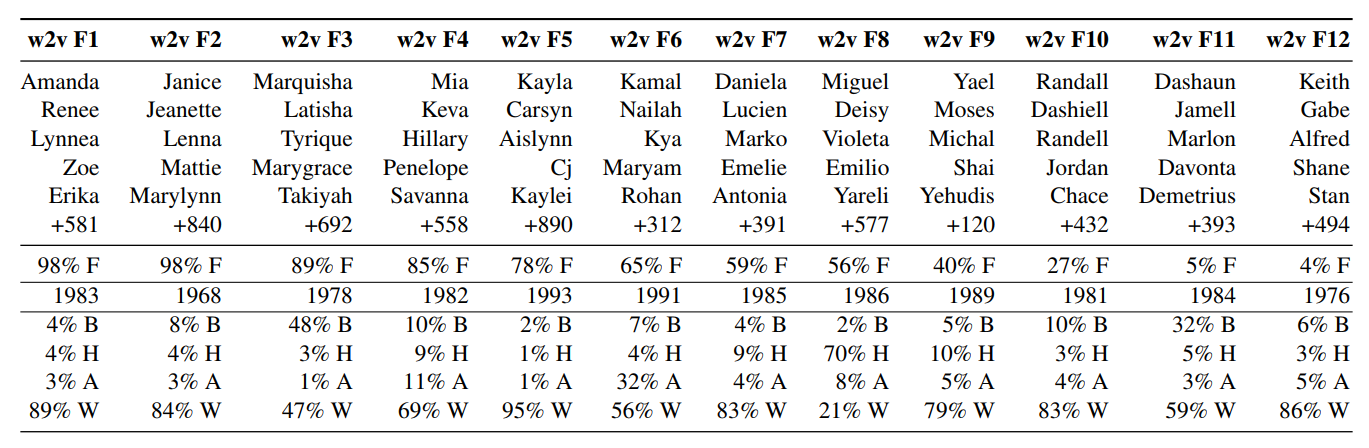 w2v F1 w2v F2 w2v F3 w2v F4 w2v F5 w2v F6 w2v F7 w2v F8 w2v F9 w2v F10 w2v F11 w2v F12
Amanda Janice Marquisha Mia Kayla Kamal Daniela Miguel Yael Randall Dashaun Keith
Renee Jeanette Latisha Keva Carsyn Nailah Lucien Deisy Moses Dashiell Jamell Gabe
Lynnea Lenna Tyrique Hillary Aislynn Kya Marko Violeta Michal Randell Marlon Alfred
Zoe Mattie Marygrace Penelope Cj Maryam Emelie Emilio Shai Jordan Davonta Shane
Erika Marylynn Takiyah Savanna Kaylei Rohan Antonia Yareli Yehudis Chace Demetrius Stan
+581 +840 +692 +558 +890 +312 +391 +577 +120 +432 +393 +494
98% F 98% F 89% F 85% F 78% F 65% F 59% F 56% F 40% F 27% F 5% F 4% F
1983 1968 1978 1982 1993 1991 1985 1986 1989 1981 1984 1976
4% B 8% B 48% B 10% B 2% B 7% B 4% B 2% B 5% B 10% B 32% B 6% B
4% H 4% H 3% H 9% H 1% H 4% H 9% H 70% H 10% H 3% H 5% H 3% H
3% A 3% A 1% A 11% A 1% A 32% A 4% A 8% A 5% A 4% A 3% A 5% A
89% W 84% W 47% W 69% W 95% W 56% W 83% W 21% W 79% W 83% W 59% W 86% W